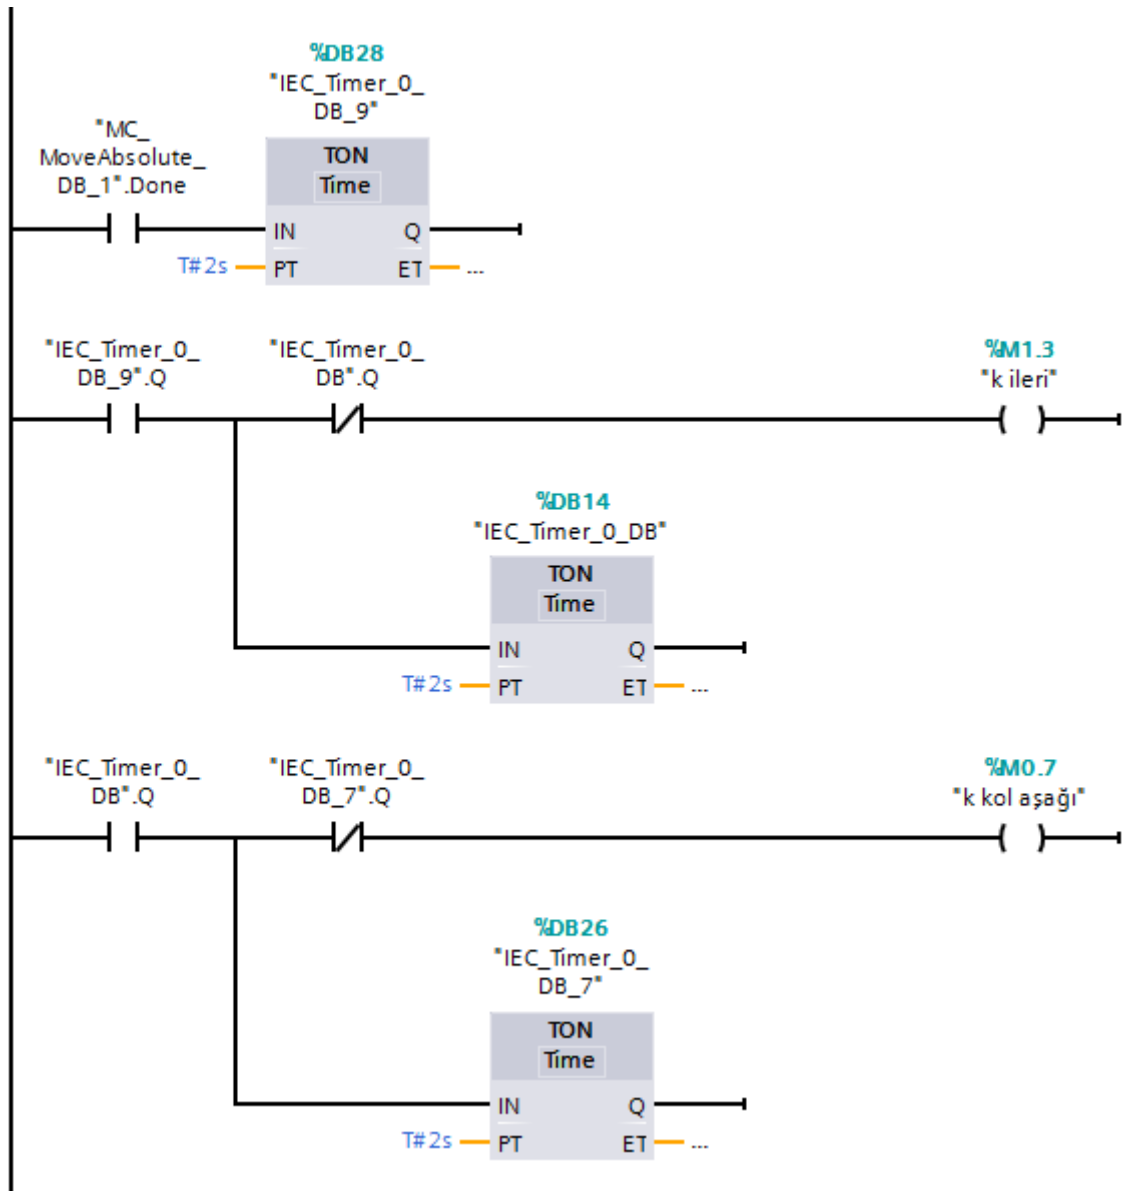 %DB28
"IEC_Timer_0_
DB_9"
"MC_
MoveAbsolute_
DB_1".Done
TON
Time
IN
Q
T#2s
PT
ET
...
"IEC_Timer_0_
DB_9".Q
"IEC_Timer_0_
DB".Q
%M1.3
"k ileri"
%DB14
"IEC_Timer_0_DB"
TON
Time
IN
Q
T#2s
PT
ET
...
"IEC_Timer_0_
DB".Q
"IEC_Timer_0_
DB_7".Q
%M0.7
"k kol aşağı"
%DB26
"IEC_Timer_0_
DB_7"
TON
Time
IN
Q
T#2s
PT
ET
...